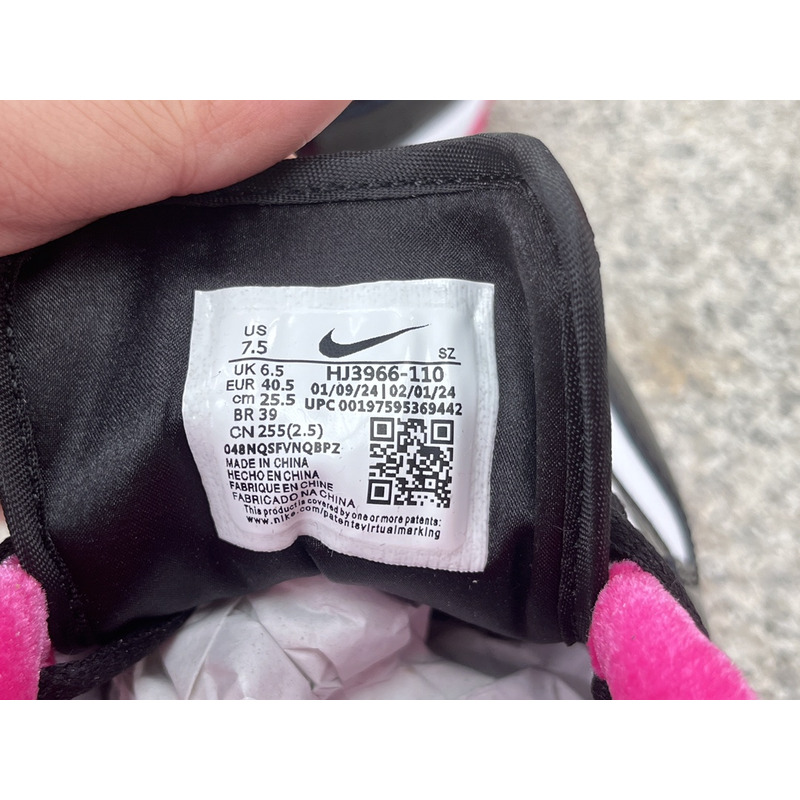 US
7.5
SZ
UK 6.5
HJ3966-110
EUR 40.5
01/09/24 | 02/01/24
cm 25.5
UPC 00197595369442
BR 39
CN 255(2.5)
048NQSFVNQBPZ
MADE IN CHINA
HECHO EN CHINA
FABRIQUE EN CHINE
FABRICADO NA CHINA
This product is covered by one or more patents:
www.nike.com/patentsvirtualmarking